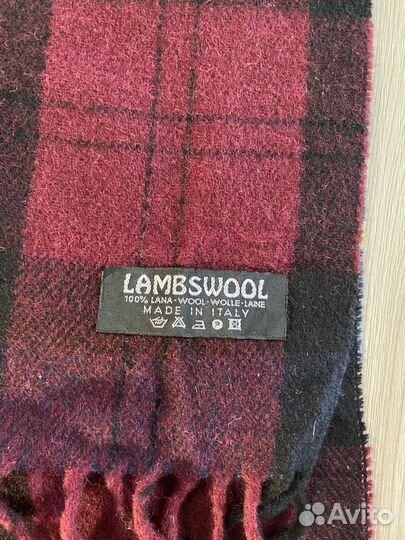 LAMBSWOOL
100% LANA-WOOL-WOLLE-LAINE
MADE IN ITALY
Avito